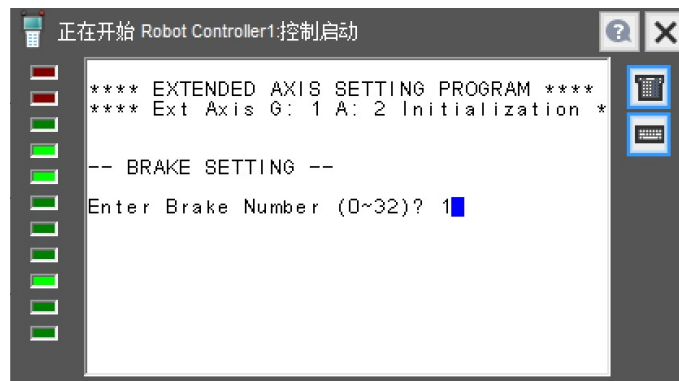 正在开始 Robot Controller1:控制启动
**** EXTENDED AXIS SETTING PROGRAM ****
**** Ext Axis G: 1 A: 2 Initialization *
-- BRAKE SETTING --
Enter Brake Number (0~32)? 1